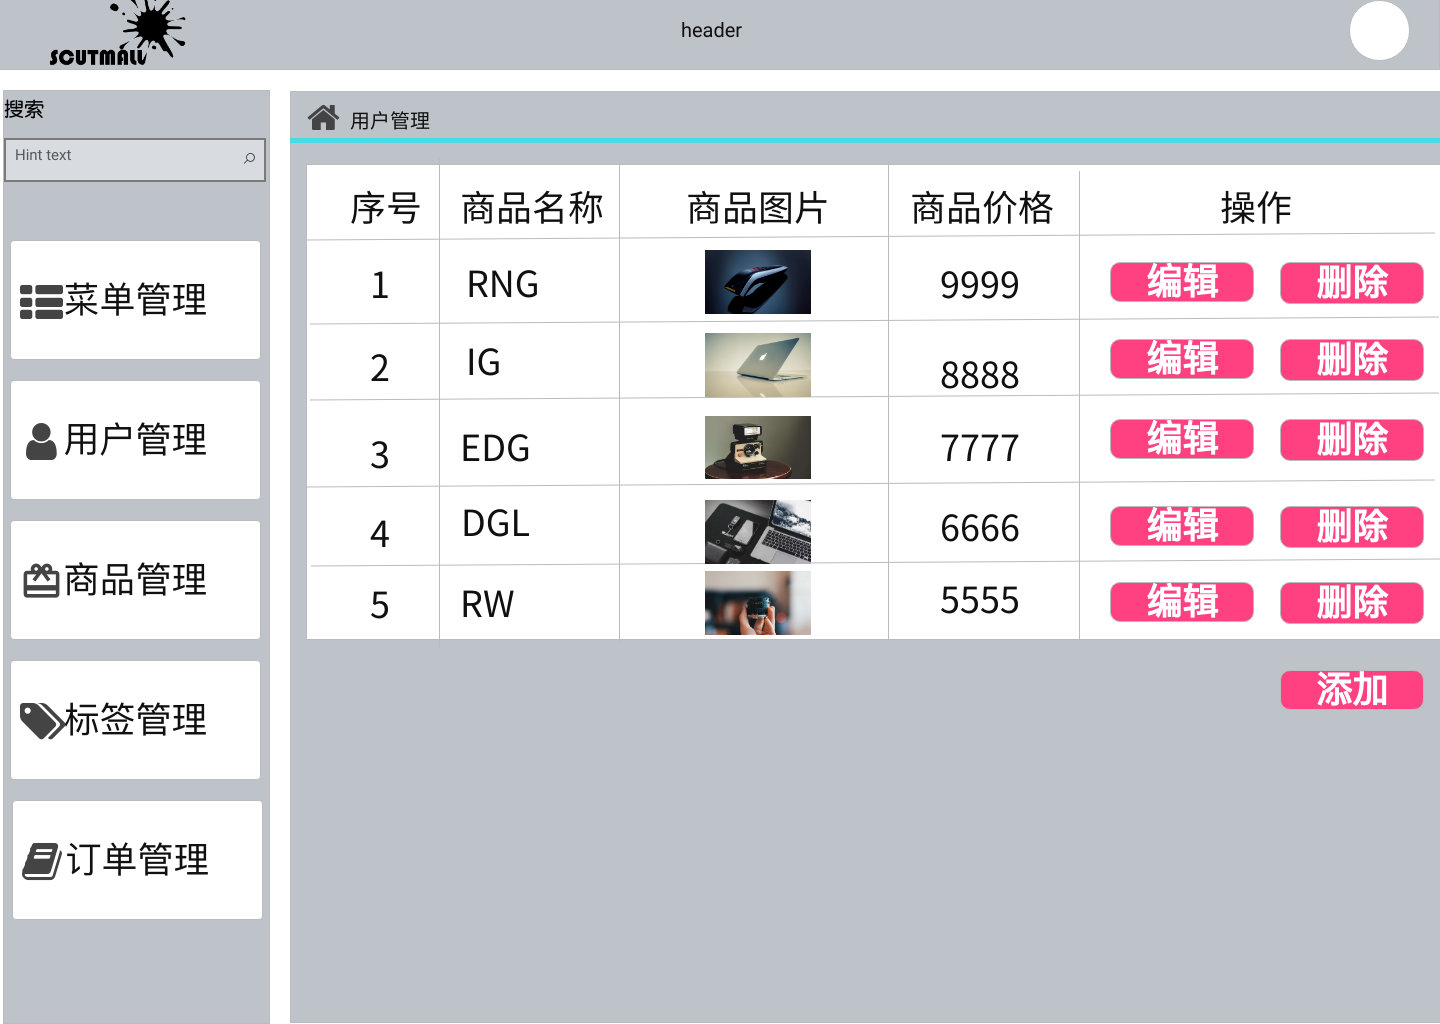 SCUTMALL
header
搜索
Hint text
菜单管理
用户管理
商品管理
标签管理
订单管理
用户管理
序号 商品名称 商品图片 商品价格 操作
1 RNG 9999 编辑 删除
2 IG 8888 编辑 删除
3 EDG 7777 编辑 删除
4 DGL 6666 编辑 删除
5 RW 5555 编辑 删除
添加